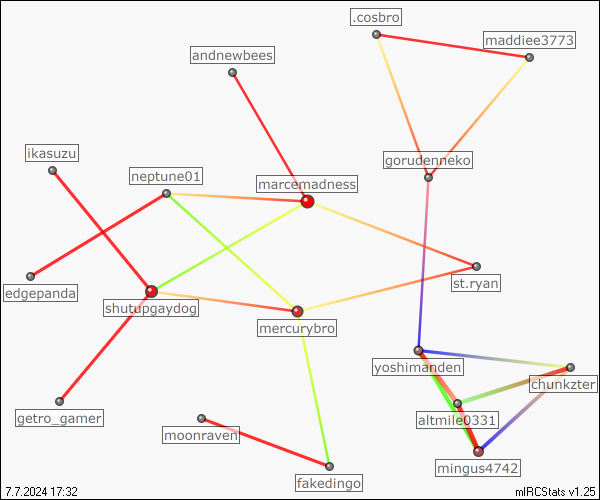 .cosbro
maddiee3773
andnewbees
ikasuzu
gorudenneko
neptune01
marcemadness
st.ryan
edgepanda
shutupgaydog
mercurybro
yoshimanden
chunkzter
getro_gamer
altmile0331
moonraven
mingus4742
fakedingo
7.7.2024 17:32
mIRCStats v1.25